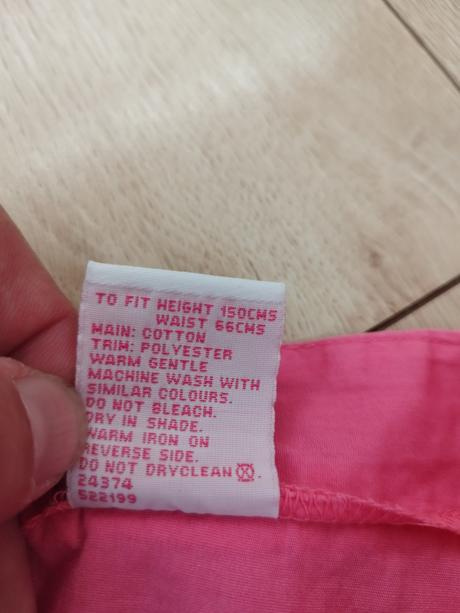 TO FIT HEIGHT 150CMS
WAIST 66CMS
MAIN: COTTON
TRIM: POLYESTER
WARM GENTLE
MACHINE WASH WITH
SIMILAR COLOURS.
DO NOT BLEACH.
DRY IN SHADE.
WARM IRON ON
REVERSE SIDE.
DO NOT DRYCLEAN .
24374
522199